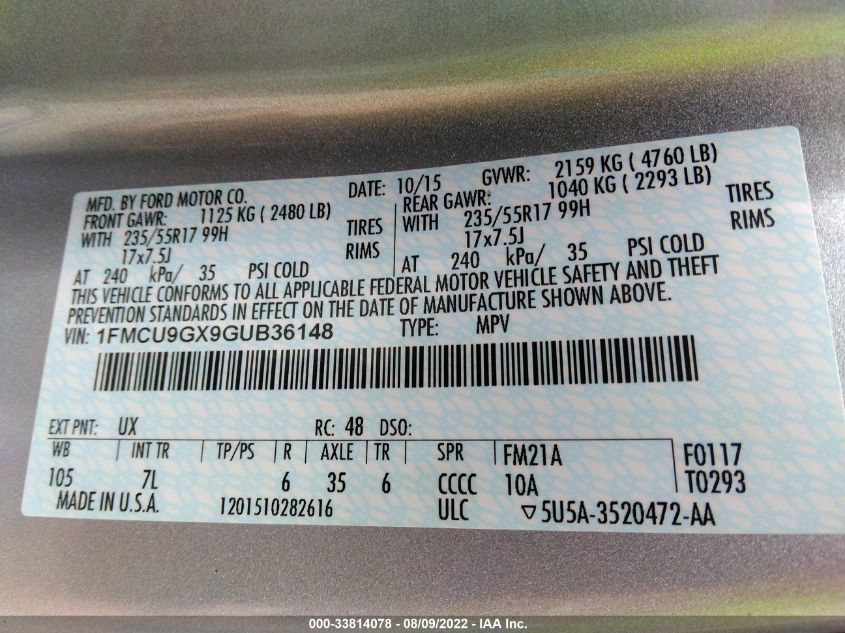 MFD. BY FORD MOTOR CO. DATE: 10/15 GVWR: 2159 KG ( 4760 LB)
FRONT GAWR: 1125 KG ( 2480 LB) REAR GAWR: 1040 KG ( 2293 LB)
WITH 235/55R17 99H TIRES WITH 235/55R17 99H TIRES
17x7.5J RIMS 17x7.5J RIMS
AT 240 kPa/ 35 PSI COLD AT 240 kPa/ 35 PSI COLD
THIS VEHICLE CONFORMS TO ALL APPLICABLE FEDERAL MOTOR VEHICLE SAFETY AND THEFT
PREVENTION STANDARDS IN EFFECT ON THE DATE OF MANUFACTURE SHOWN ABOVE.
VIN: 1FMCU9GX9GUB36148 TYPE: MPV
EXT PNT: UX RC: 48 DSO:
WB INT TR TP/PS R AXLE TR SPR FM21A F0117
105 7L 6 35 6 CCCC 10A T0293
MADE IN U.S.A. 1201510282616 ULC ▽5U5A-3520472-AA
000-33814078 - 08/09/2022 - IAA Inc.